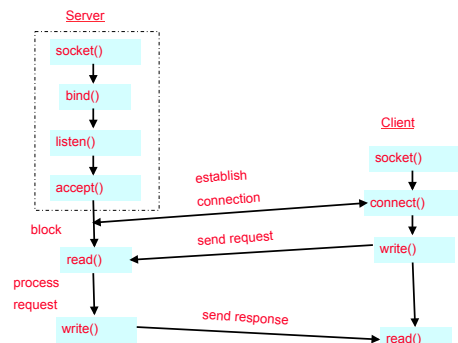 Server
socket()
bind()
listen()
accept()
block
read()
process
request
write()
establish
connection
send request
send response
Client
socket()
connect()
write()
read()